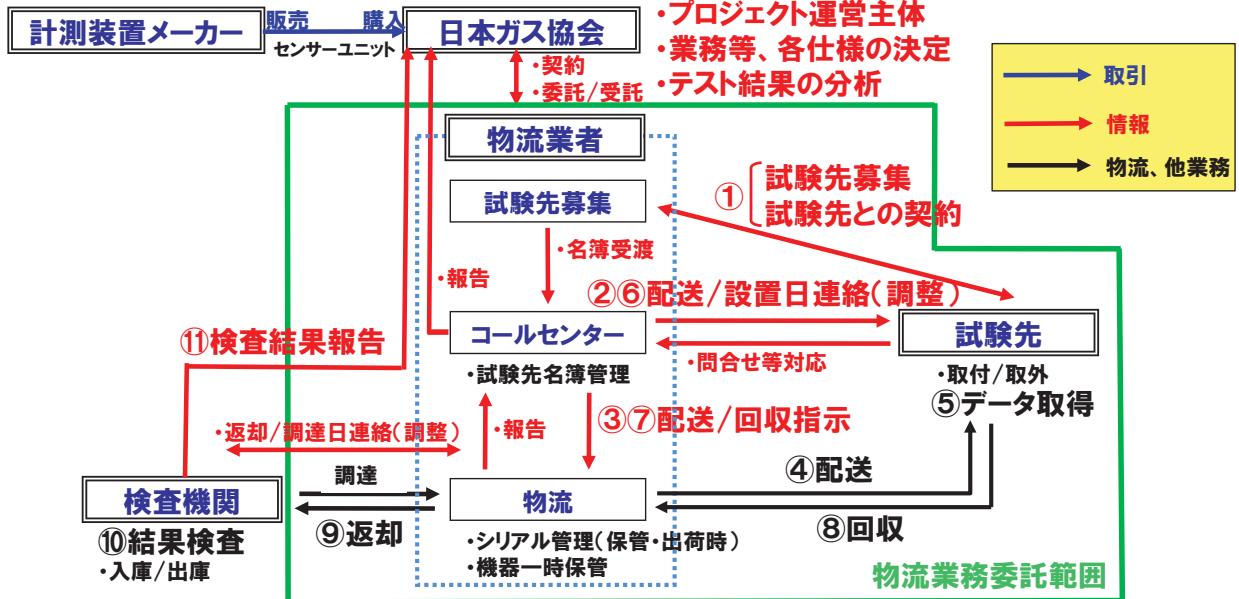 計測装置メーカー
販売　購入
センサーユニット
日本ガス協会
・プロジェクト運営主体
・業務等、各仕様の決定
・テスト結果の分析
・契約
・委託/受託
取引
情報
物流、他業務
物流業者
試験先募集
①
試験先募集
試験先との契約
・名簿受渡
・報告
②⑥配送/設置日連絡(調整)
コールセンター
・試験先名簿管理
・問合せ等対応
試験先
・取付/取外
⑤データ取得
⑪検査結果報告
③⑦配送/回収指示
・報告
・返却/調達日連絡(調整)
調達
④配送
検査機関
⑨返却
物流
⑧回収
⑩結果検査
・入庫/出庫
・シリアル管理(保管・出荷時)
・機器一時保管
物流業務委託範囲